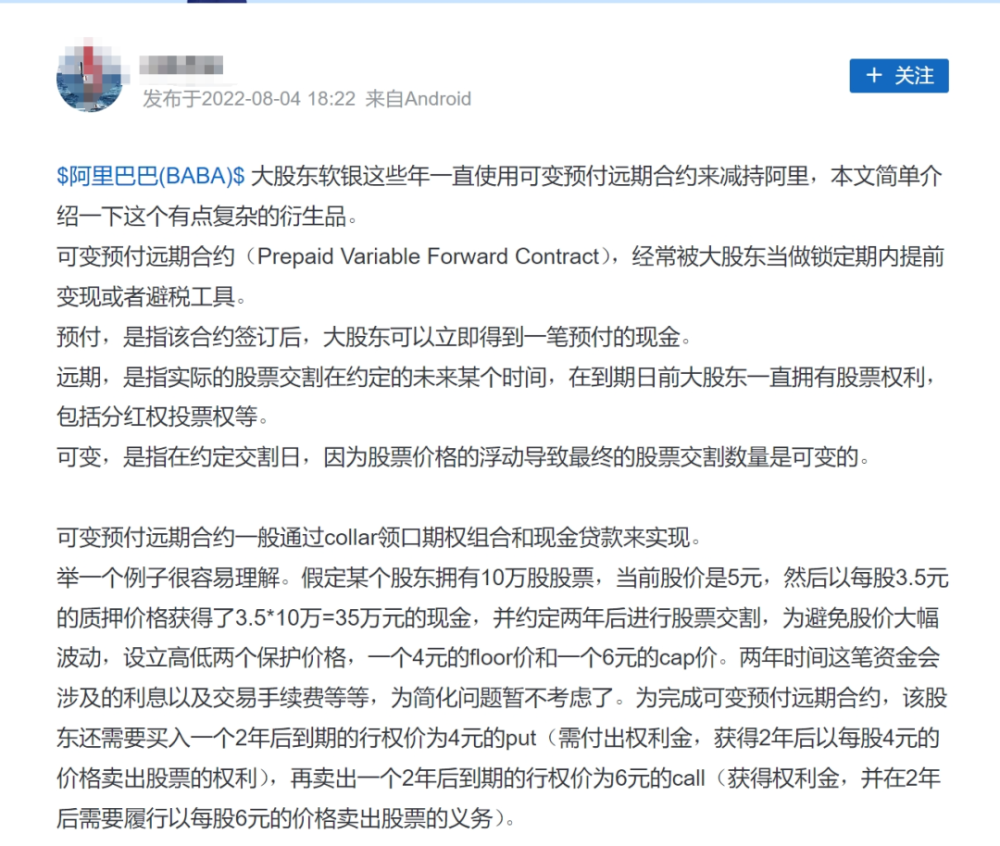 发布于2022-08-04 18:22 来自Android
+ 关注
$阿里巴巴(BABA)$ 大股东软银这些年一直使用可变预付远期合约来减持阿里，本文简单介
绍一下这个有点复杂的衍生品。
可变预付远期合约（Prepaid Variable Forward Contract），经常被大股东当做锁定期内提前
变现或者避税工具。
预付，是指该合约签订后，大股东可以立即得到一笔预付的现金。
远期，是指实际的股票交割在约定的未来某个时间，在到期日前大股东一直拥有股票权利，
包括分红权投票权等。
可变，是指在约定交割日，因为股票价格的浮动导致最终的股票交割数量是可变的。
可变预付远期合约一般通过collar领口期权组合和现金贷款来实现。
举一个例子很容易理解。假定某个股东拥有10万股股票，当前股价是5元，然后以每股3.5元
的质押价格获得了3.5*10万=35万元的现金，并约定两年后进行股票交割，为避免股价大幅
波动，设立高低两个保护价格，一个4元的floor价和一个6元的cap价。两年时间这笔资金会
涉及的利息以及交易手续费等等，为简化问题暂不考虑了。为完成可变预付远期合约，该股
东还需要买入一个2年后到期的行权价为4元的put（需付出权利金，获得2年后以每股4元的
价格卖出股票的权利），再卖出一个2年后到期的行权价为6元的call（获得权利金，并在2年
后需要履行以每股6元的价格卖出股票的义务）。